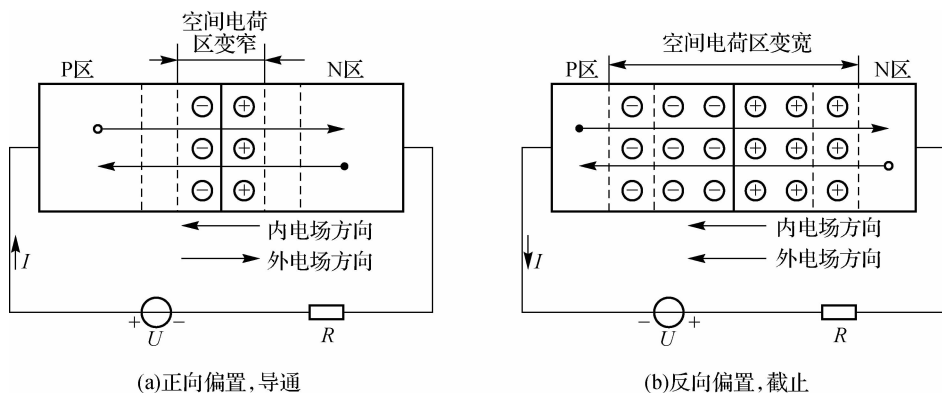 空间电荷
区变窄
P区
N区
内电场方向
外电场方向
I
+
−
U
R
(a)正向偏置,导通
空间电荷区变宽
P区
N区
内电场方向
外电场方向
I
−
+
U
R
(b)反向偏置,截止